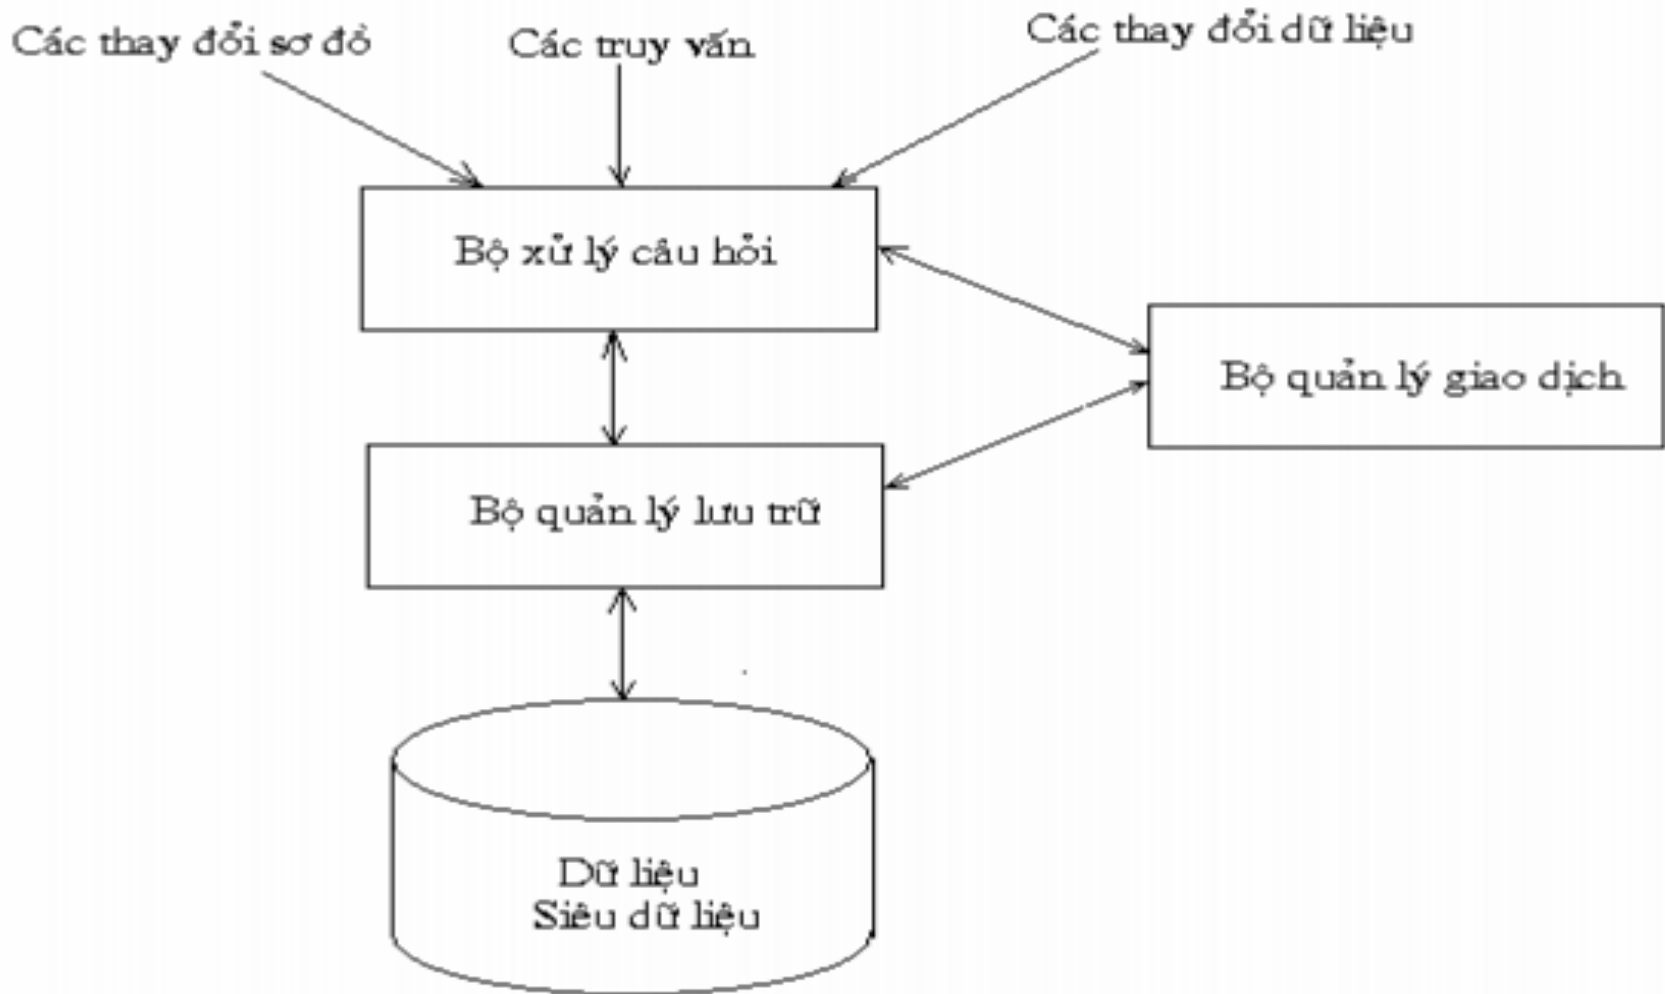 Các thay đổi sơ đồ
Các truy vấn
Các thay đổi dữ liệu
Bộ xử lý câu hỏi
Bộ quản lý giao dịch
Bộ quản lý lưu trữ
Dữ liệu
Siêu dữ liệu